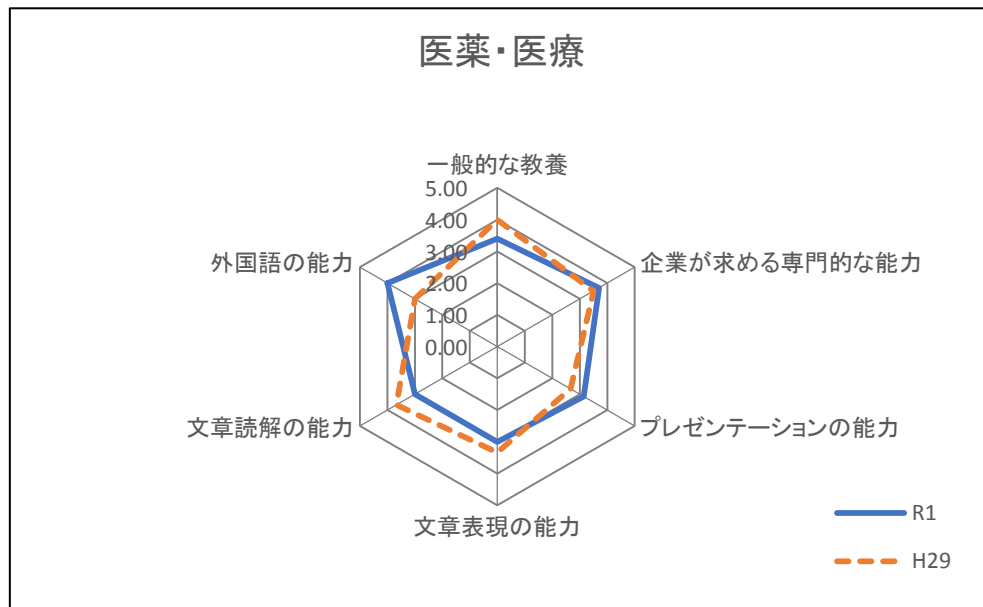 医薬・医療
一般的な教養
5.00
4.00
3.00
2.00
1.00
0.00
外国語の能力
企業が求める専門的な能力
文章読解の能力
プレゼンテーションの能力
文章表現の能力
R1
H29